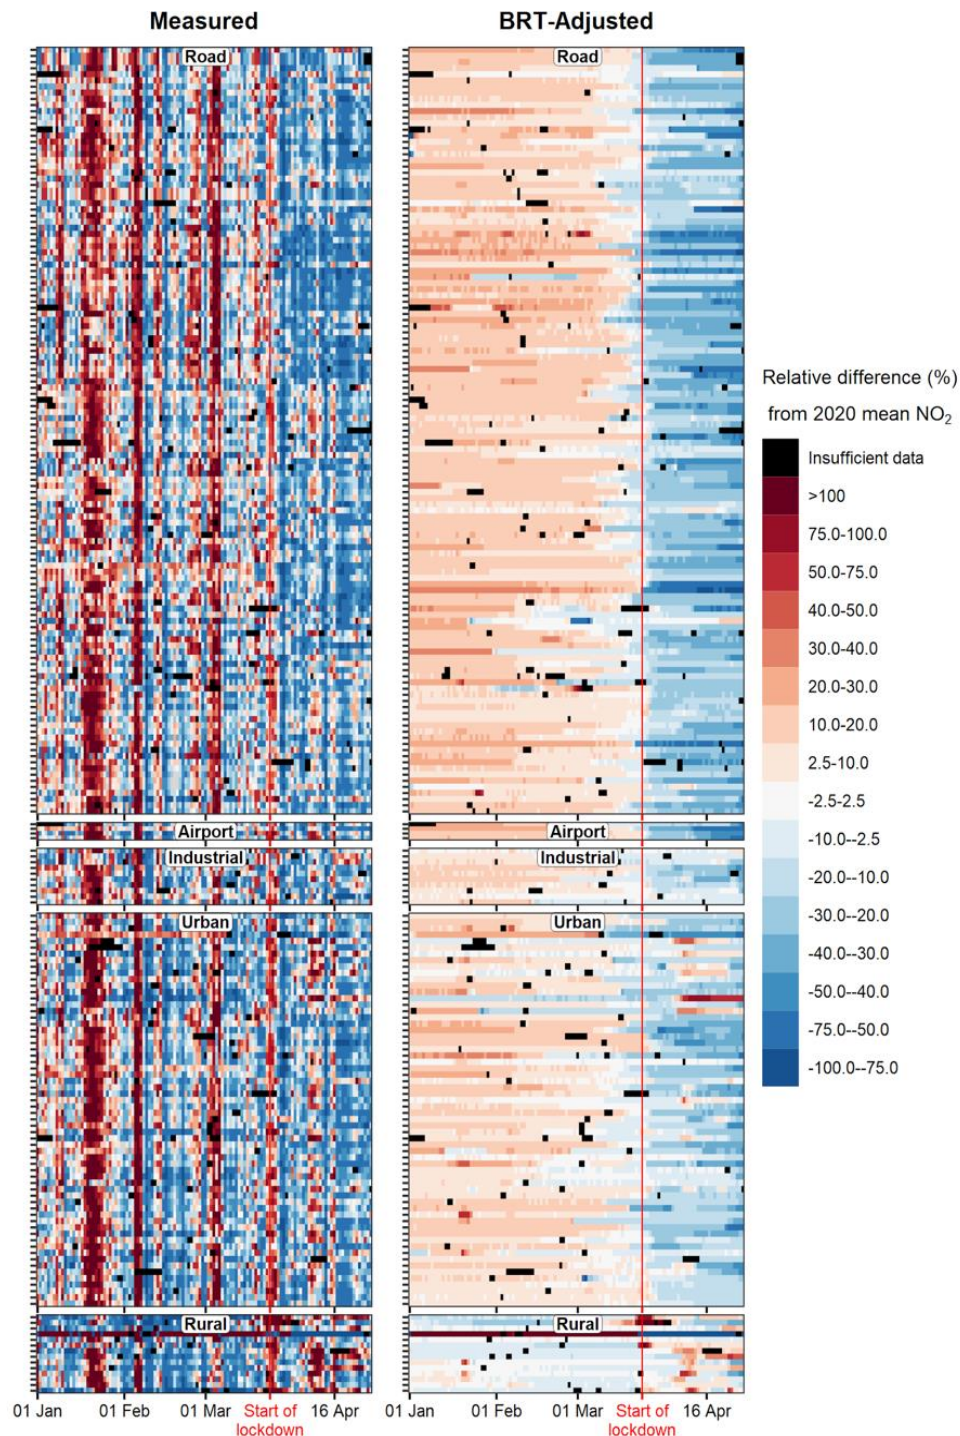 Measured
BRT-Adjusted
Road
Road
Airport
Airport
Industrial
Industrial
Urban
Urban
Rural
Rural
01 Jan
01 Feb
01 Mar
Start of
lockdown
16 Apr
01 Jan
01 Feb
01 Mar
Start of
lockdown
16 Apr
Relative difference (%)
from 2020 mean NO₂
Insufficient data
>100
75.0-100.0
50.0-75.0
40.0-50.0
30.0-40.0
20.0-30.0
10.0-20.0
2.5-10.0
-2.5-2.5
-10.0--2.5
-20.0--10.0
-30.0--20.0
-40.0--30.0
-50.0--40.0
-75.0--50.0
-100.0--75.0